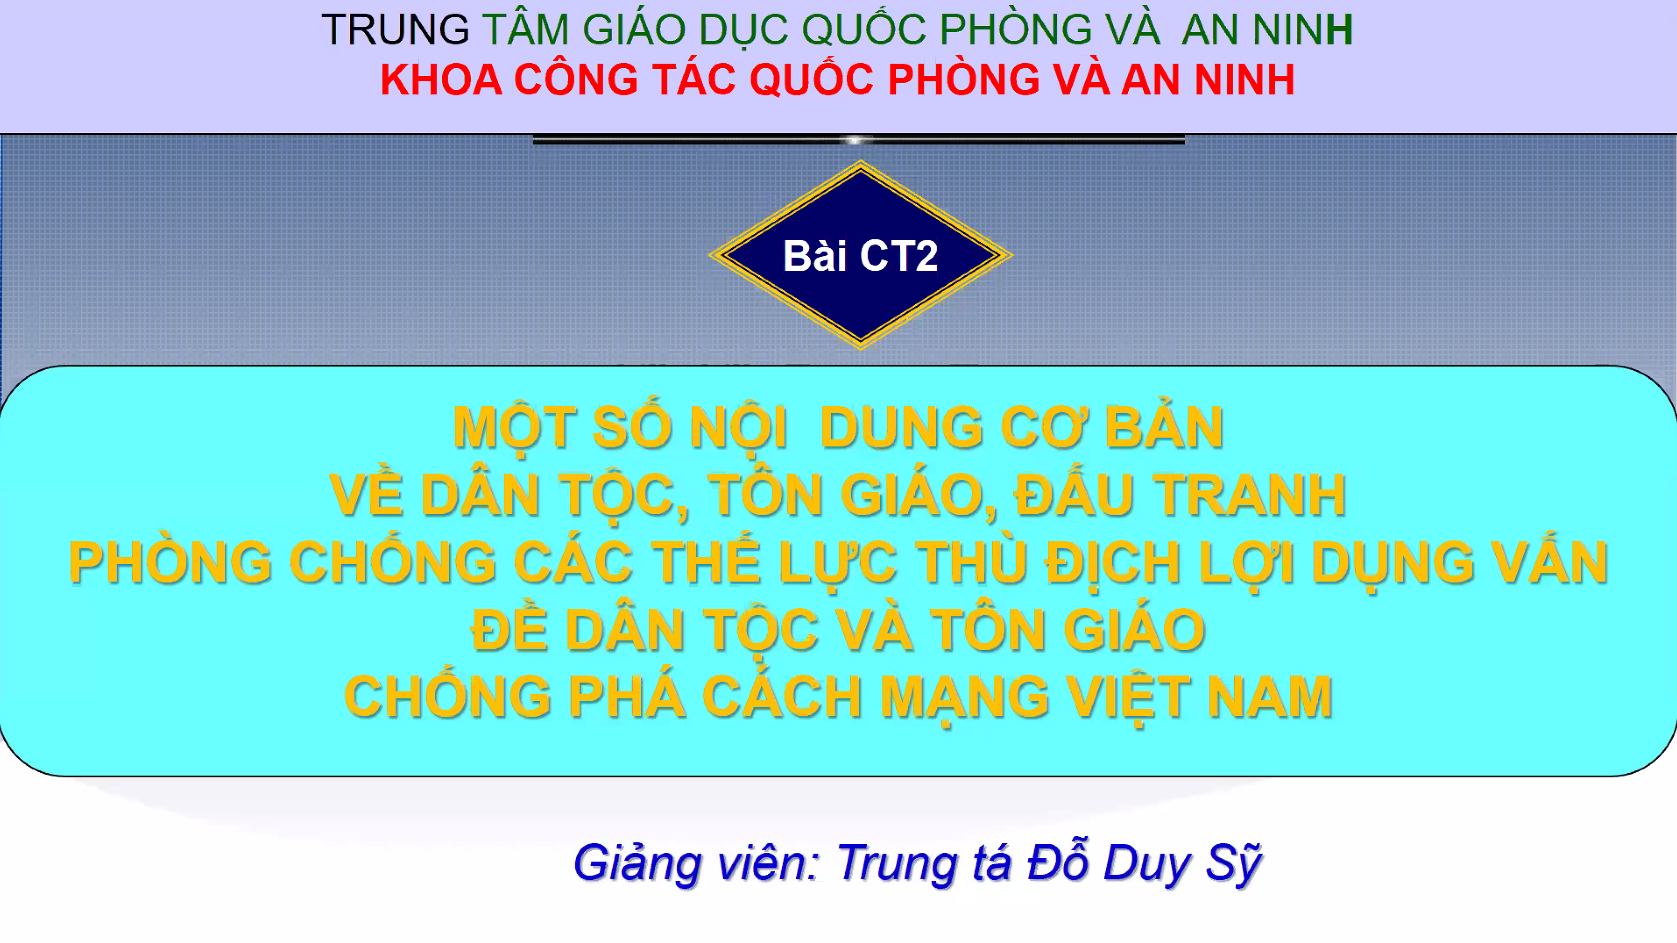 TRUNG TÂM GIÁO DỤC QUỐC PHÒNG VÀ AN NINH
KHOA CÔNG TÁC QUỐC PHÒNG VÀ AN NINH
Bài CT2
MỘT SỐ NỘI DUNG CƠ BẢN
VỀ DÂN TỘC, TÔN GIÁO, ĐẤU TRANH
PHÒNG CHỐNG CÁC THẾ LỰC THÙ ĐỊCH LỢI DỤNG VẤN
ĐỀ DÂN TỘC VÀ TÔN GIÁO
CHỐNG PHÁ CÁCH MẠNG VIỆT NAM
Giảng viên: Trung tá Đỗ Duy Sỹ